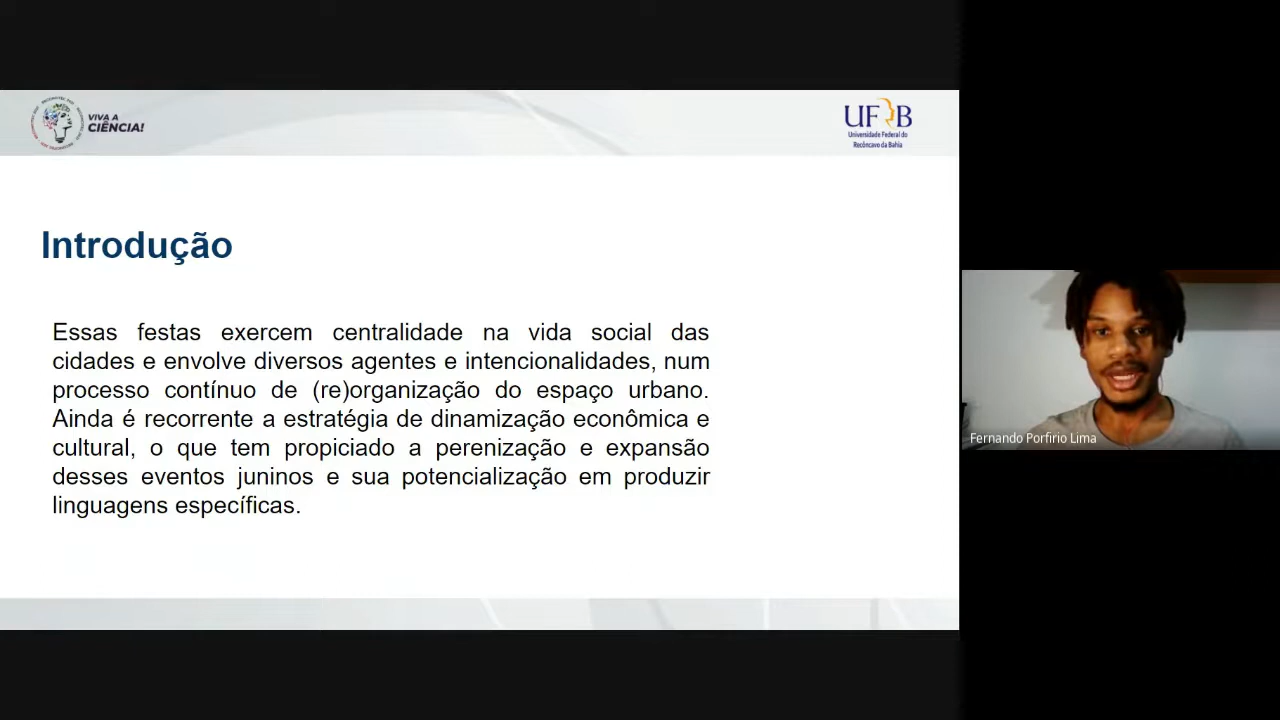 VIVA A
CIÊNCIA!
UFRB
Universidade Federal do
Recôncavo da Bahia
Introdução
Essas festas exercem centralidade na vida social das
cidades e envolve diversos agentes e intencionalidades, num
processo contínuo de (re)organização do espaço urbano.
Ainda é recorrente a estratégia de dinamização econômica e
cultural, o que tem propiciado a perenização e expansão
desses eventos juninos e sua potencialização em produzir
linguagens específicas.
Fernando Porfirio Lima